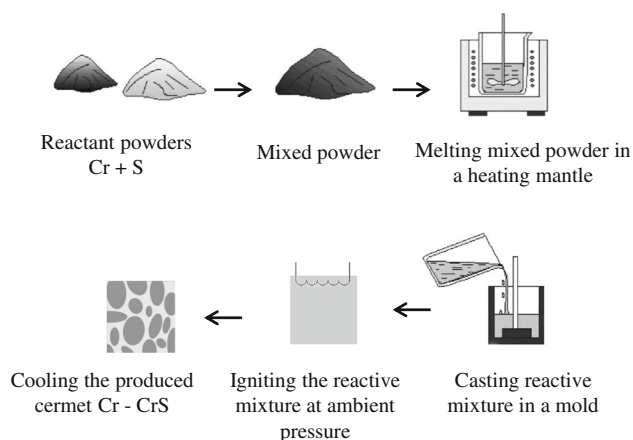 Reactant powders
Cr + S
Mixed powder
Melting mixed powder in
a heating mantle
Cooling the produced
cermet Cr - CrS
Igniting the reactive
mixture at ambient
pressure
Casting reactive
mixture in a mold